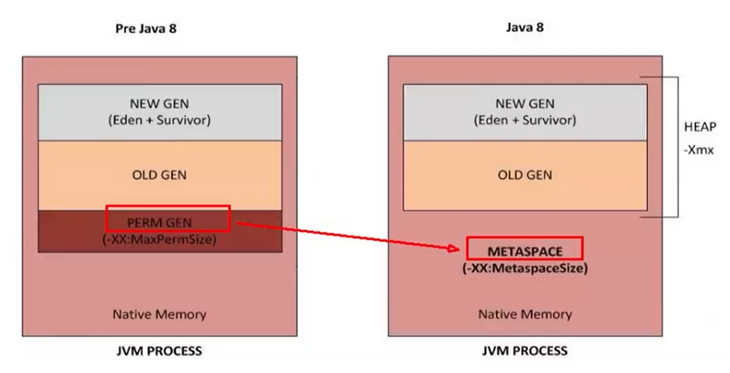 Pre Java 8
NEW GEN
(Eden + Survivor)
OLD GEN
PERM GEN
(-XX:MaxPermSize)
Native Memory
JVM PROCESS
Java 8
NEW GEN
(Eden + Survivor)
OLD GEN
HEAP
-Xmx
METASPACE
(-XX:MetaspaceSize)
Native Memory
JVM PROCESS